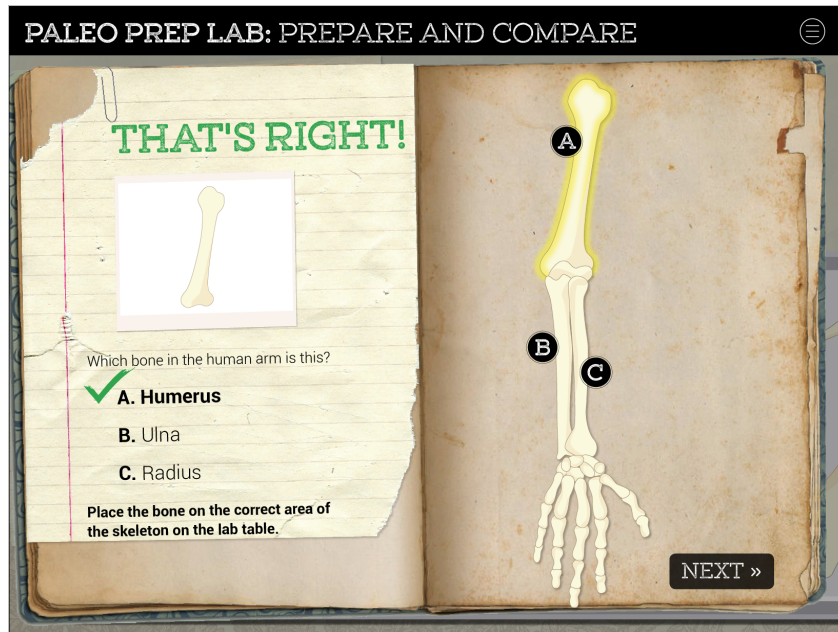 PALEO PREP LAB: PREPARE AND COMPARE
THAT'S RIGHT!
Which bone in the human arm is this?
A. Humerus
B. Ulna
C. Radius
Place the bone on the correct area of
the skeleton on the lab table.
A
B
C
NEXT »